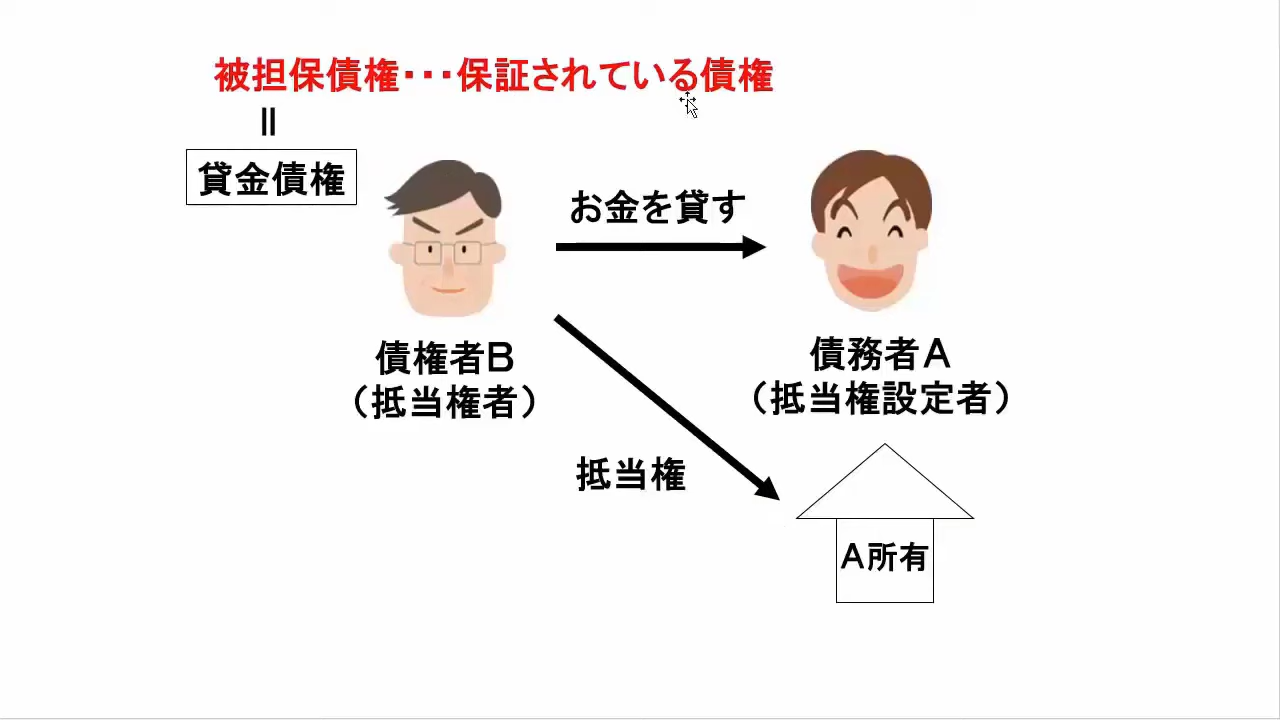 被担保債権・・・保証されている債権
＝
貸金債権
お金を貸す
債権者Ｂ
（抵当権者）
債務者Ａ
（抵当権設定者）
抵当権
Ａ所有